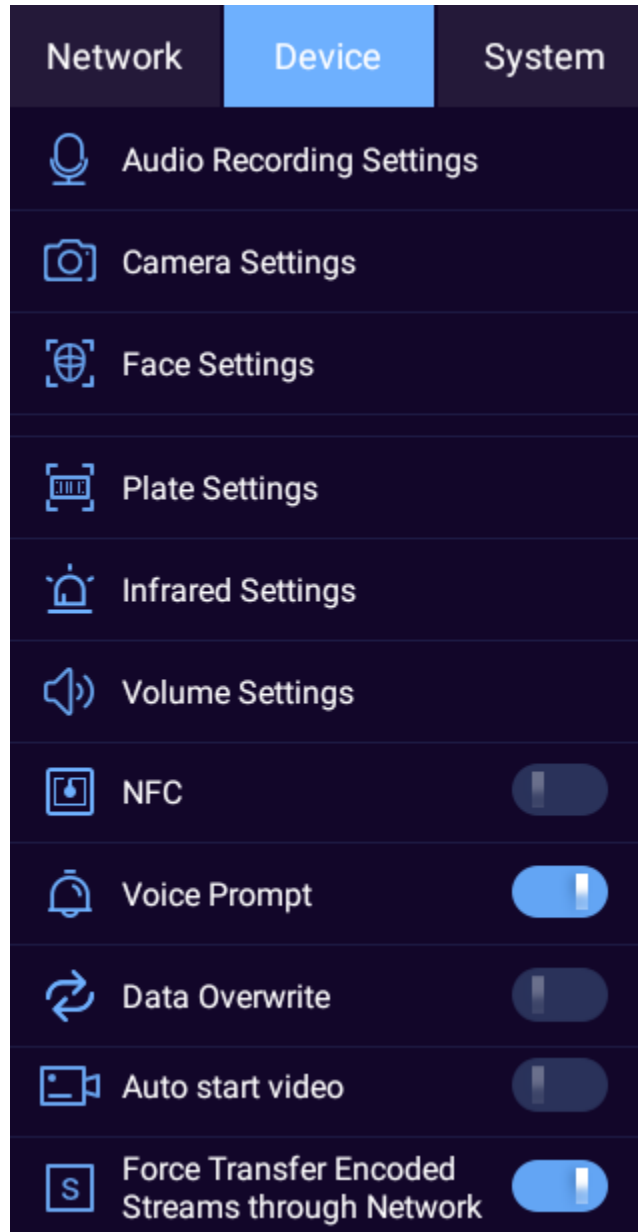 Network Device System
Audio Recording Settings
Camera Settings
Face Settings
Plate Settings
Infrared Settings
Volume Settings
NFC
Voice Prompt
Data Overwrite
Auto start video
S Force Transfer Encoded
Streams through Network